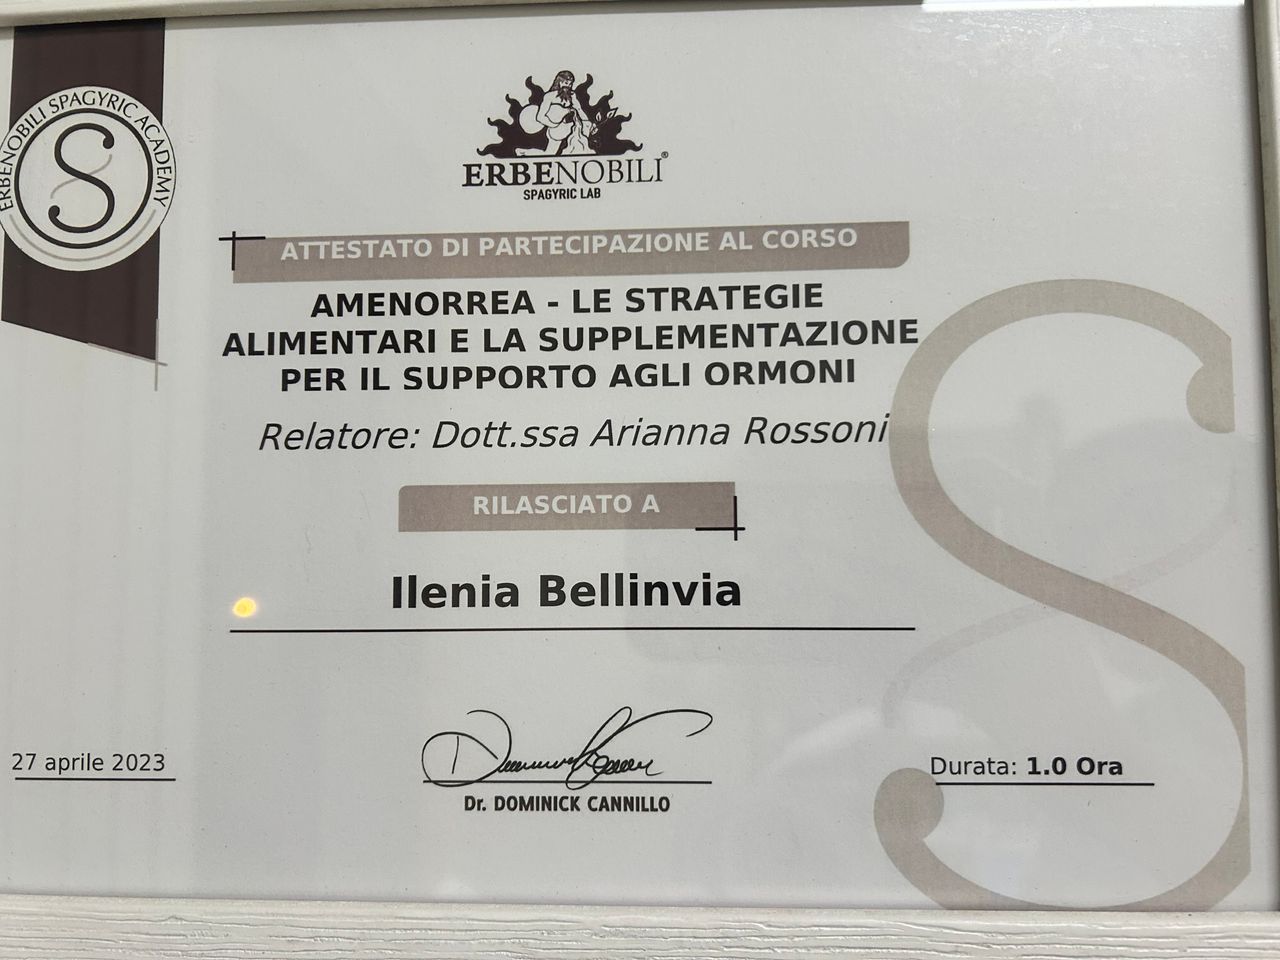 ERBENOBILI SPAGYRIC ACADEMY
ERBENOBILI®
SPAGYRIC LAB
ATTESTATO DI PARTECIPAZIONE AL CORSO
AMENORREA - LE STRATEGIE
ALIMENTARI E LA SUPPLEMENTAZIONE
PER IL SUPPORTO AGLI ORMONI
Relatore: Dott.ssa Arianna Rossoni
RILASCIATO A
Ilenia Bellinvia
27 aprile 2023
Dr. DOMINICK CANNILLO
Durata: 1.0 Ora